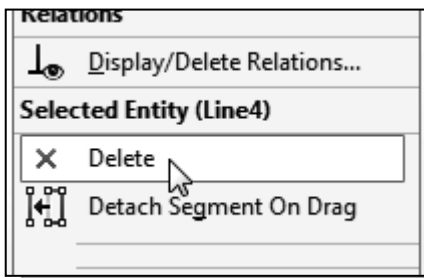 Relations
Display/Delete Relations...
Selected Entity (Line4)
Delete
Detach Segment On Drag